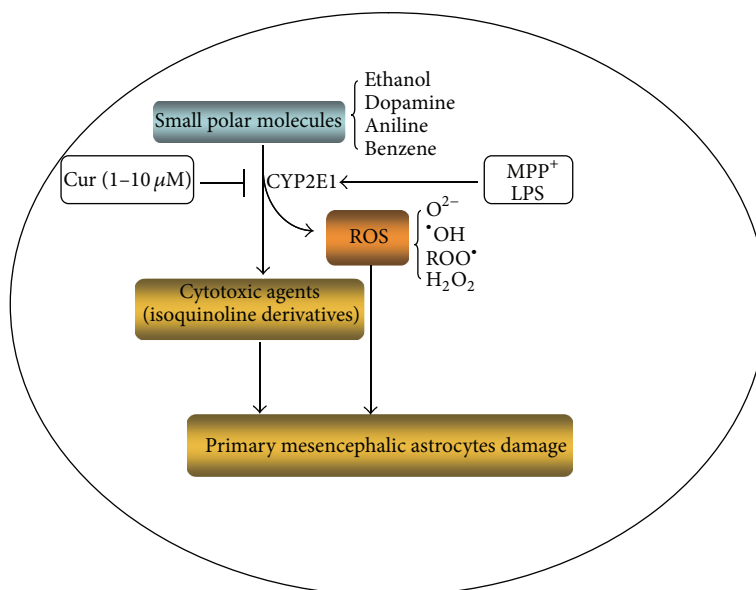 Ethanol
Dopamine
Aniline
Benzene
Small polar molecules
Cur (1–10 μM)
CYP2E1
MPP⁺
LPS
ROS
O²⁻
•OH
ROO•
H₂O₂
Cytotoxic agents
(isoquinoline derivatives)
Primary mesencephalic astrocytes damage